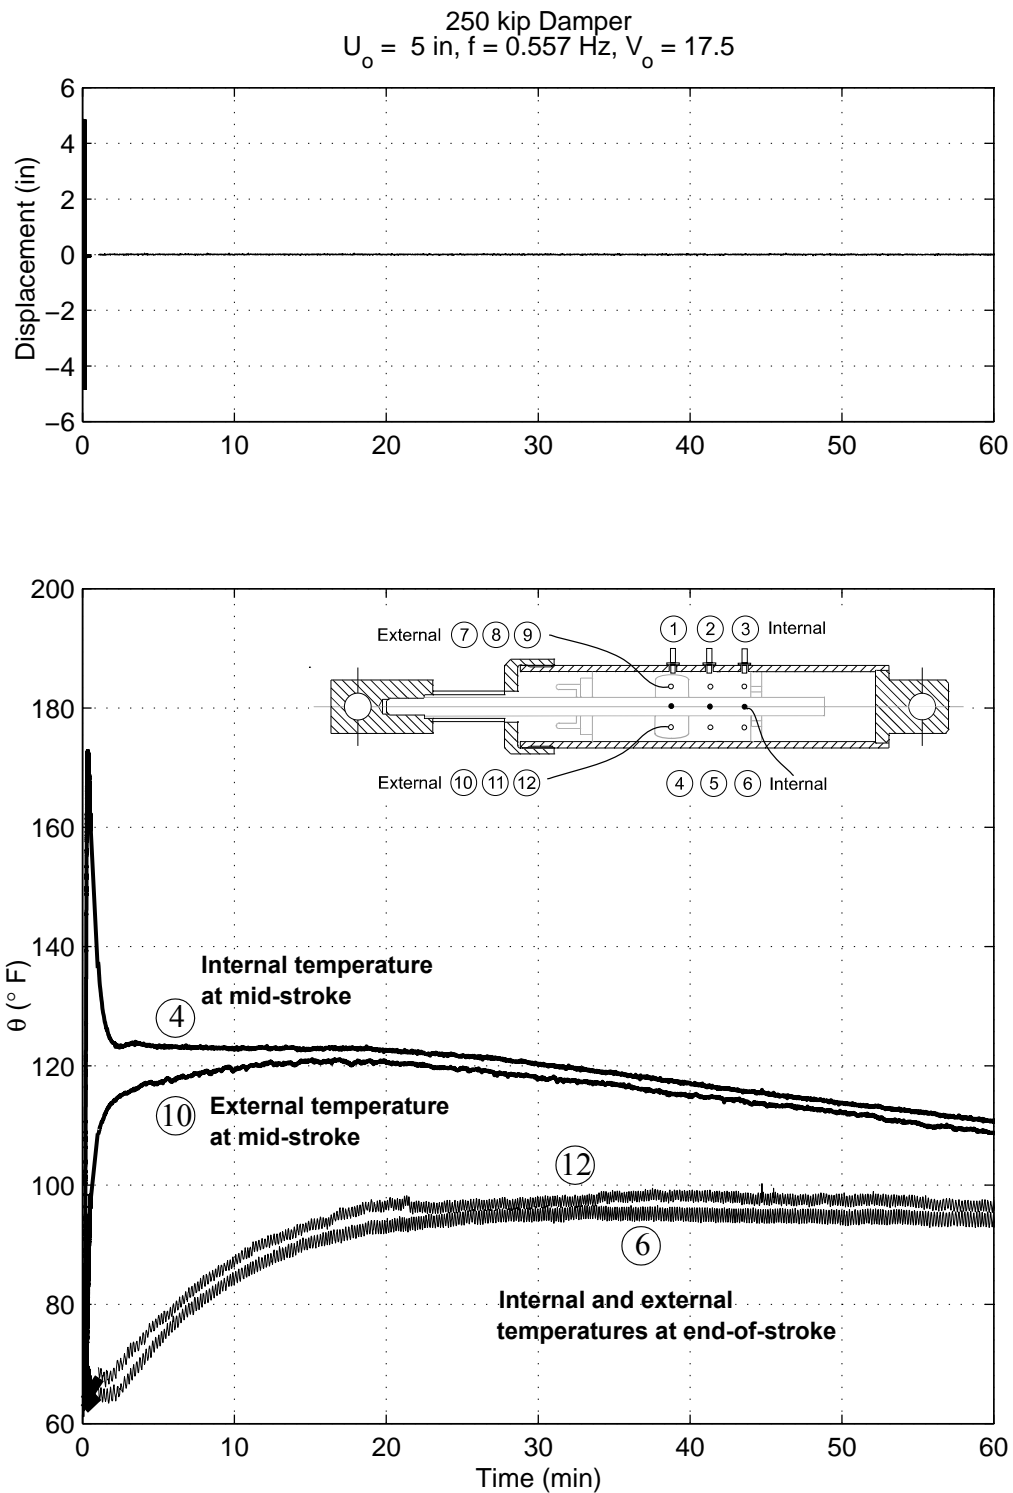 250 kip Damper
U_o = 5 in, f = 0.557 Hz, V_o = 17.5
6
4
2
0
−2
−4
−6
Displacement (in)
0 10 20 30 40 50 60
200
180
160
140
120
100
80
60
θ (° F)
External 7 8 9
1 2 3 Internal
External 10 11 12
4 5 6 Internal
Internal temperature
at mid-stroke
4
10
External temperature
at mid-stroke
12
6
Internal and external
temperatures at end-of-stroke
0 10 20 30 40 50 60
Time (min)